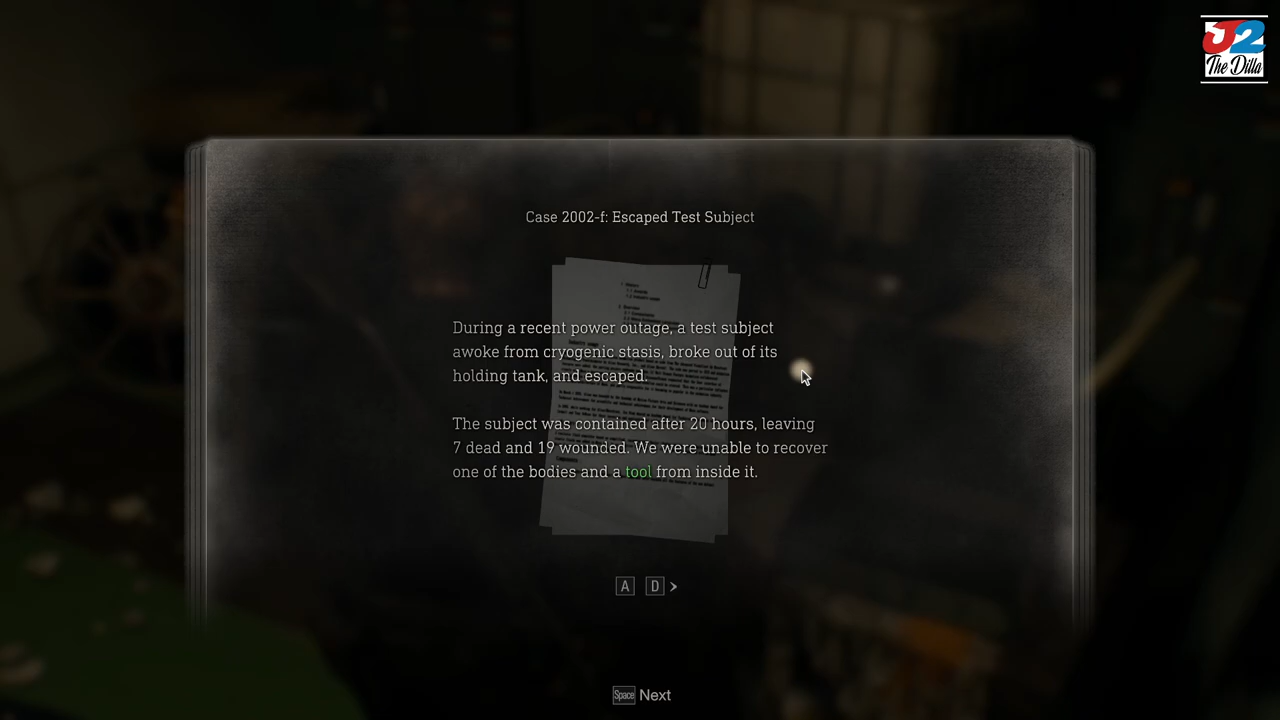 J2
The Dilla
Case 2002-f: Escaped Test Subject
During a recent power outage, a test subject
awoke from cryogenic stasis, broke out of its
holding tank, and escaped.
The subject was contained after 20 hours, leaving
7 dead and 19 wounded. We were unable to recover
one of the bodies and a tool from inside it.
A D >
Space Next